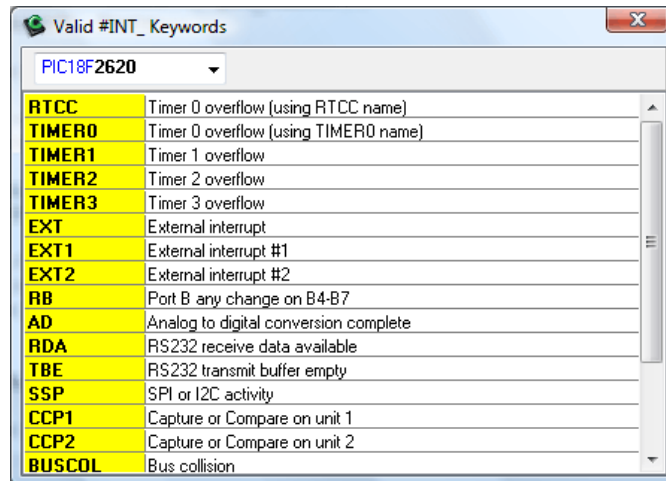 Valid #INT_ Keywords
PIC18F2620
RTCC Timer 0 overflow (using RTCC name)
TIMER0 Timer 0 overflow (using TIMER0 name)
TIMER1 Timer 1 overflow
TIMER2 Timer 2 overflow
TIMER3 Timer 3 overflow
EXT External interrupt
EXT1 External interrupt #1
EXT2 External interrupt #2
RB Port B any change on B4-B7
AD Analog to digital conversion complete
RDA RS232 receive data available
TBE RS232 transmit buffer empty
SSP SPI or I2C activity
CCP1 Capture or Compare on unit 1
CCP2 Capture or Compare on unit 2
BUSCOL Bus collision